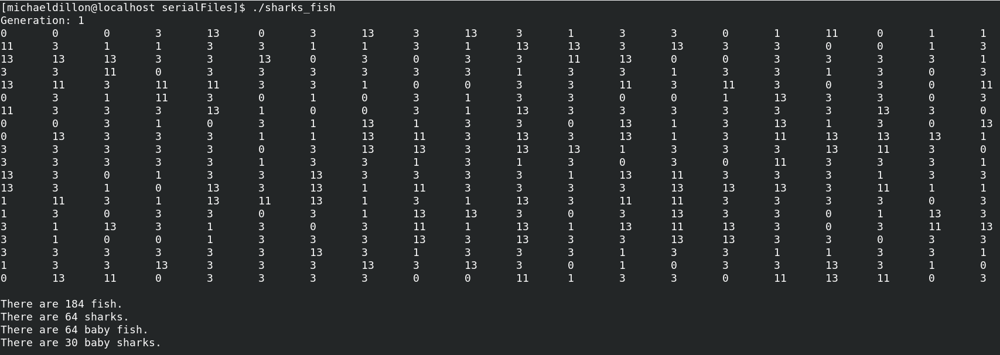 [michaeldillon@localhost serialFiles]$ ./sharks_fish
Generation: 1
0 0 0 3 13 0 3 13 3 13 3 1 3 3 0 1 11 0 1 1
11 3 1 1 3 3 1 1 3 1 13 13 3 13 3 3 0 0 1 3
13 13 13 3 3 13 0 3 0 3 3 11 13 0 0 3 3 3 3 1
3 3 11 0 3 3 3 3 3 3 1 3 3 1 3 3 1 3 0 3
13 11 3 11 11 3 3 1 0 0 3 3 11 3 11 3 0 3 0 11
0 3 1 11 3 0 1 0 3 1 3 3 0 0 1 13 3 3 0 3
11 3 3 3 13 1 0 0 3 1 13 3 3 3 3 3 3 13 3 0
0 0 3 1 0 3 1 13 1 3 3 0 13 1 3 13 1 3 0 13
0 13 3 3 3 1 1 13 11 3 13 3 13 1 3 11 13 13 13 1
3 3 3 3 3 0 3 13 13 3 13 13 1 3 3 3 13 11 3 0
3 3 3 3 3 1 3 3 1 3 1 3 0 3 0 11 3 3 3 1
13 3 0 1 3 3 13 3 3 3 3 1 13 11 3 3 3 1 3 3
13 3 1 0 13 3 13 1 11 3 3 3 3 13 13 13 3 11 1 1
1 11 3 1 13 11 13 1 3 1 13 3 11 11 3 3 3 3 0 3
1 3 0 3 3 0 3 1 13 13 3 0 3 13 3 3 0 1 13 3
3 1 13 3 1 3 0 3 11 1 13 1 13 11 13 3 0 3 11 13
3 1 0 0 1 3 3 3 13 3 13 3 3 13 13 3 3 0 3 3
3 3 3 3 3 3 13 3 1 3 3 3 1 3 3 1 1 3 3 1
1 3 3 13 3 3 3 13 3 13 3 0 1 0 3 3 13 3 1 0
0 13 11 0 3 3 3 3 0 0 11 1 3 3 0 11 13 11 0 3
There are 184 fish.
There are 64 sharks.
There are 64 baby fish.
There are 30 baby sharks.